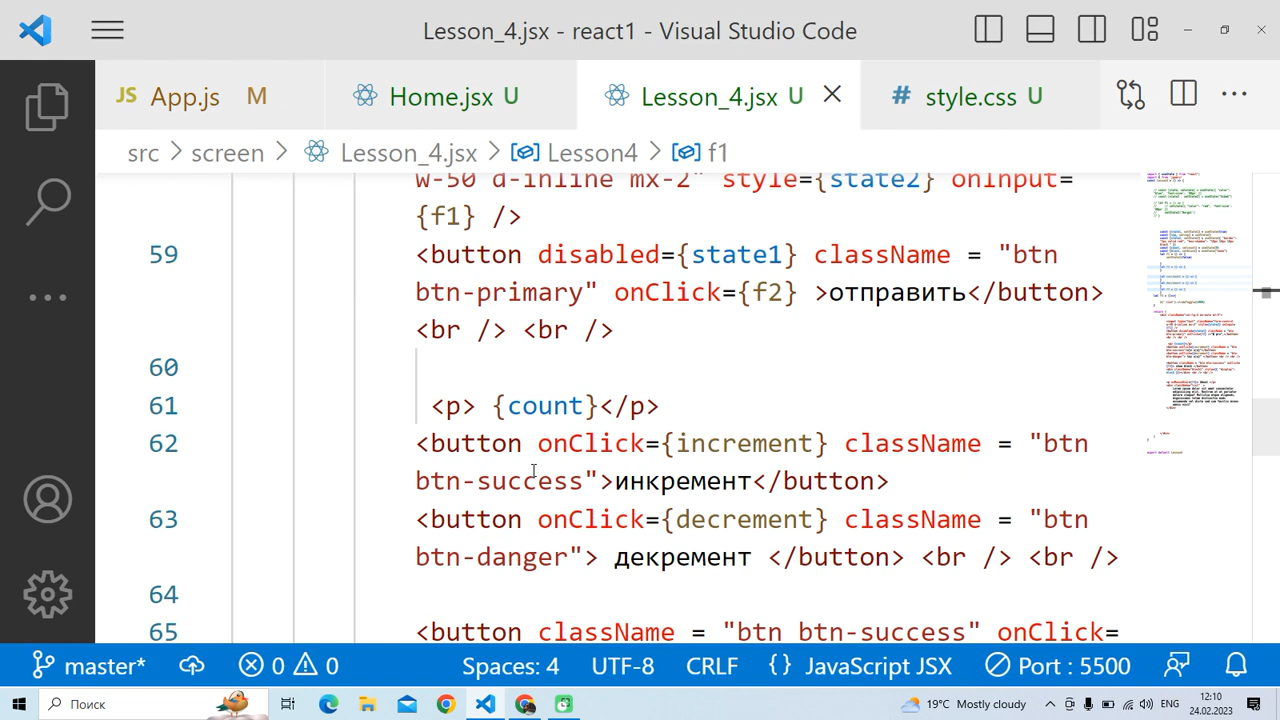 Lesson_4.jsx - react1 - Visual Studio Code
JS App.js M Home.jsx U Lesson_4.jsx U # style.css U
src > screen > Lesson_4.jsx > Lesson4 > f1
w-50 d-inline mx-2" style={state2} onInput=
{f1} />
59 <button disabled={state1} className = "btn
btn-primary" onClick={f2} >отправить</button>
<br /> <br />
60
61 <p> {count}</p>
62 <button onClick={increment} className = "btn
btn-success">инкремент</button>
63 <button onClick={decrement} className = "btn
btn-danger"> декремент </button> <br /> <br />
64
65 <button className = "btn btn-success" onClick=
master* 0 0 Spaces: 4 UTF-8 CRLF {} JavaScript JSX Port : 5500
Поиск 19°C Mostly cloudy ENG 12:10
24.02.2023